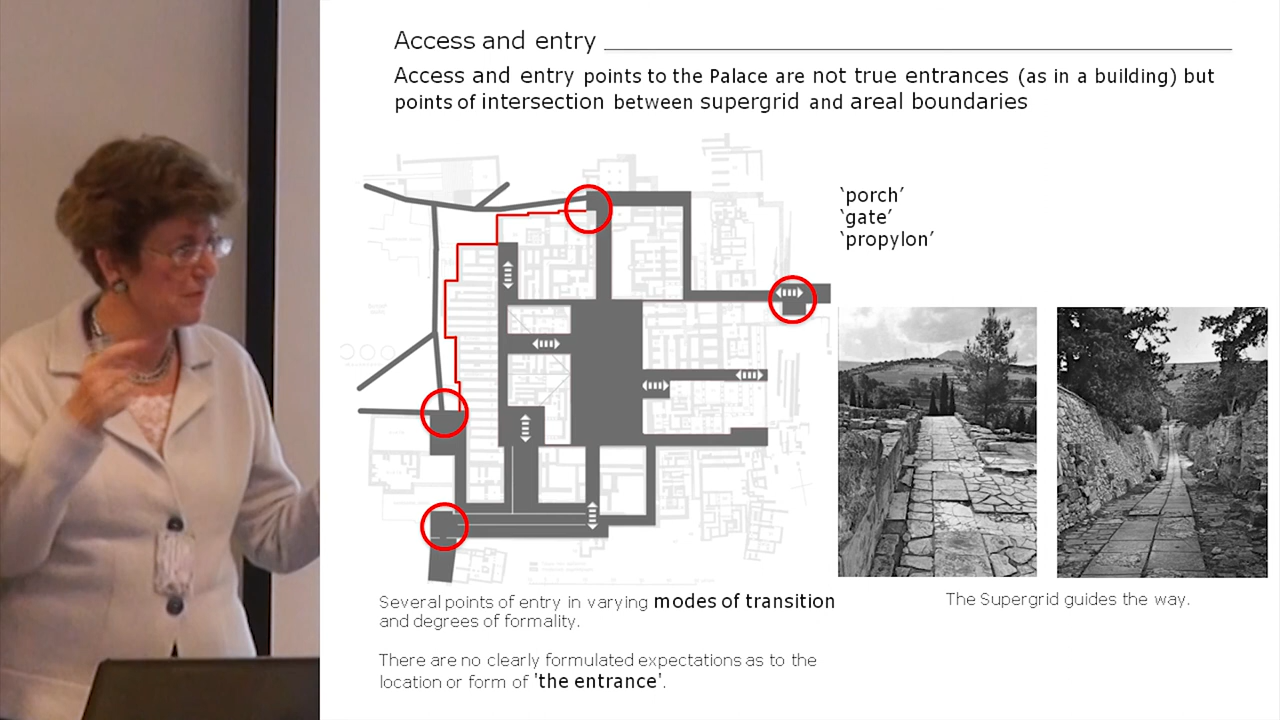 Access and entry
Access and entry points to the Palace are not true entrances (as in a building) but
points of intersection between supergrid and areal boundaries
‘porch’
‘gate’
‘propylon’
Several points of entry in varying modes of transition
and degrees of formality.
The Supergrid guides the way.
There are no clearly formulated expectations as to the
location or form of 'the entrance'.